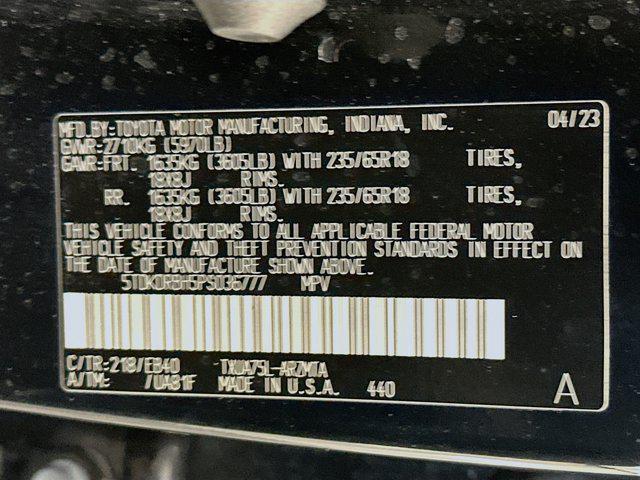 MFD.BY:TOYOTA MOTOR MANUFACTURING, INDIANA, INC. 04/23
GVWR:2710KG (5970LB)
GAWR:FRT. 1635KG (3605LB) WITH 235/65R18 TIRES,
18X8J RIMS.
RR. 1635KG (3605LB) WITH 235/65R18 TIRES,
18X8J RIMS.
THIS VEHICLE CONFORMS TO ALL APPLICABLE FEDERAL MOTOR
VEHICLE SAFETY AND THEFT PREVENTION STANDARDS IN EFFECT ON
THE DATE OF MANUFACTURE SHOWN ABOVE.
MPV
C/TR:218/EB40
A/TM: /UA81F MADE IN U.S.A. 440 A